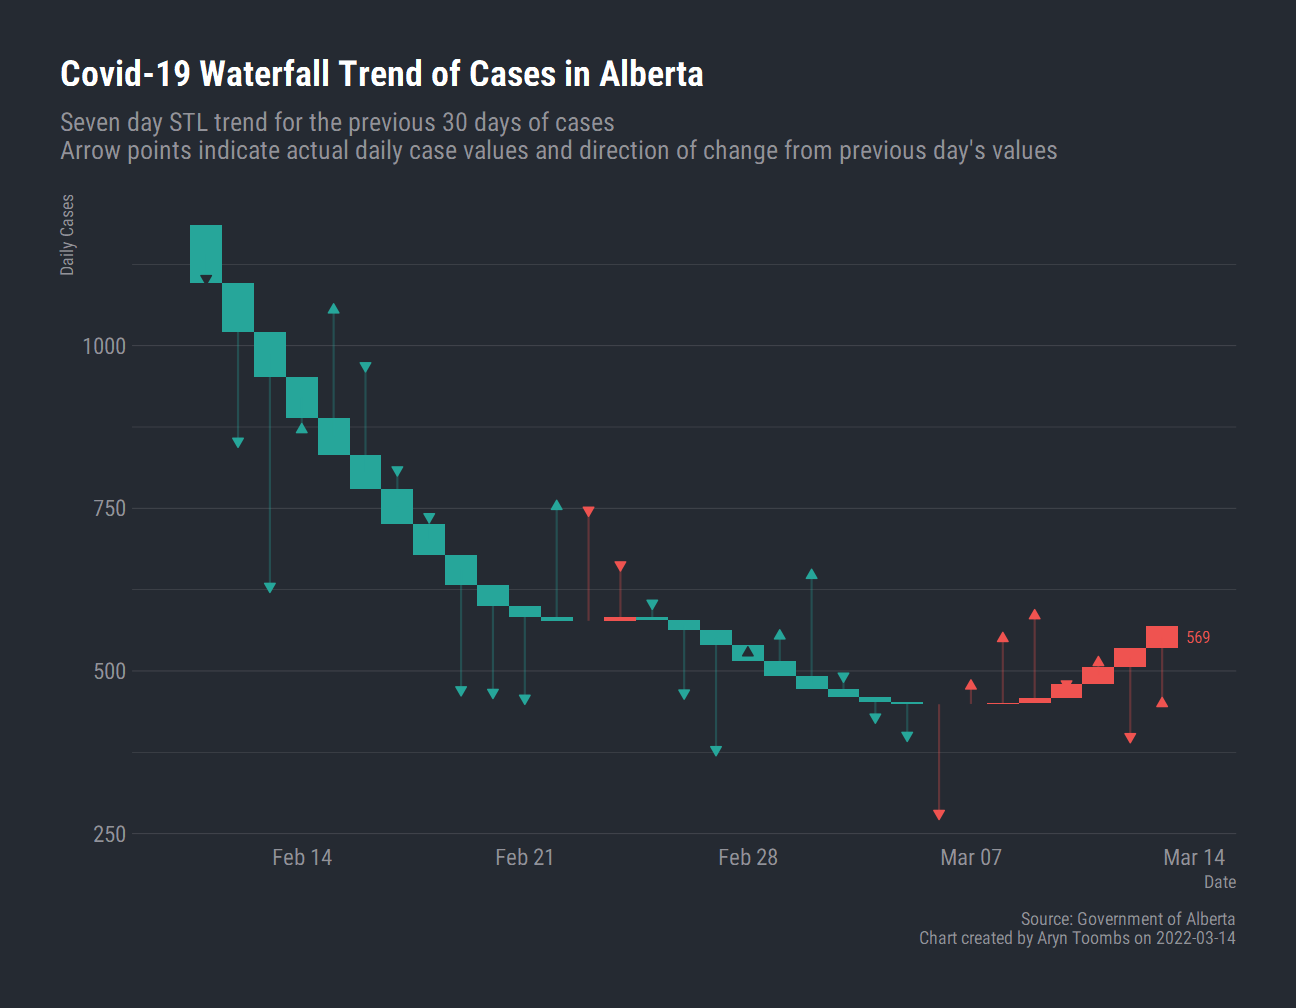 Covid-19 Waterfall Trend of Cases in Alberta
Seven day STL trend for the previous 30 days of cases
Arrow points indicate actual daily case values and direction of change from previous day's values
Daily Cases
1000
750
500
250
569
Feb 14
Feb 21
Feb 28
Mar 07
Mar 14
Date
Source: Government of Alberta
Chart created by Aryn Toombs on 2022-03-14